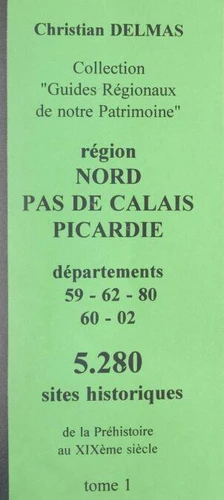 Christian DELMAS
Collection
"Guides Régionaux
de notre Patrimoine"
région
NORD
PAS DE CALAIS
PICARDIE
départements
59 - 62 - 80
60 - 02
5.280
sites historiques
de la Préhistoire
au XIXème siècle
tome 1